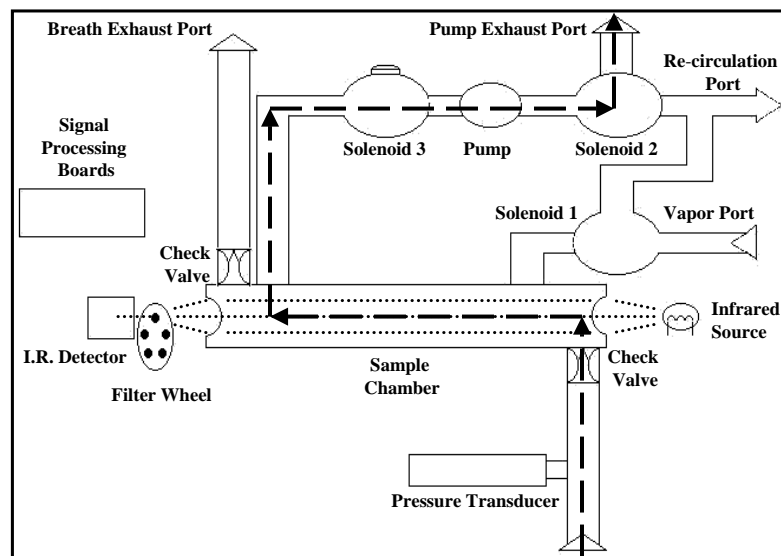 Breath Exhaust Port
Pump Exhaust Port
Re-circulation
Port
Signal
Processing
Boards
Solenoid 3
Pump
Solenoid 2
Solenoid 1
Vapor Port
Check
Valve
Infrared
Source
I.R. Detector
Filter Wheel
Sample
Chamber
Check
Valve
Pressure Transducer